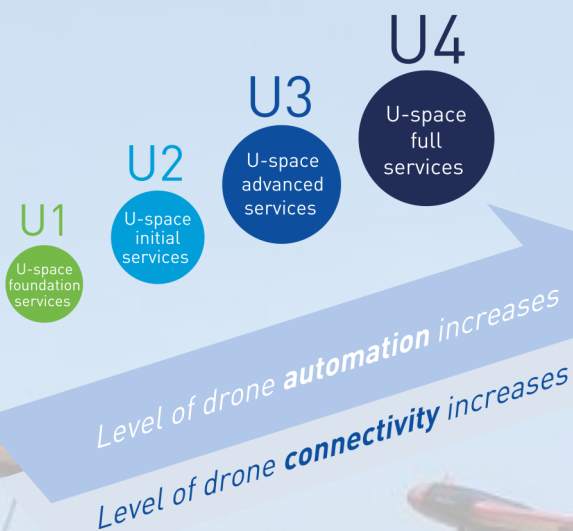 U4
U-space
full
services
U3
U-space
advanced
services
U2
U-space
initial
services
U1
U-space
foundation
services
Level of drone automation increases
Level of drone connectivity increases